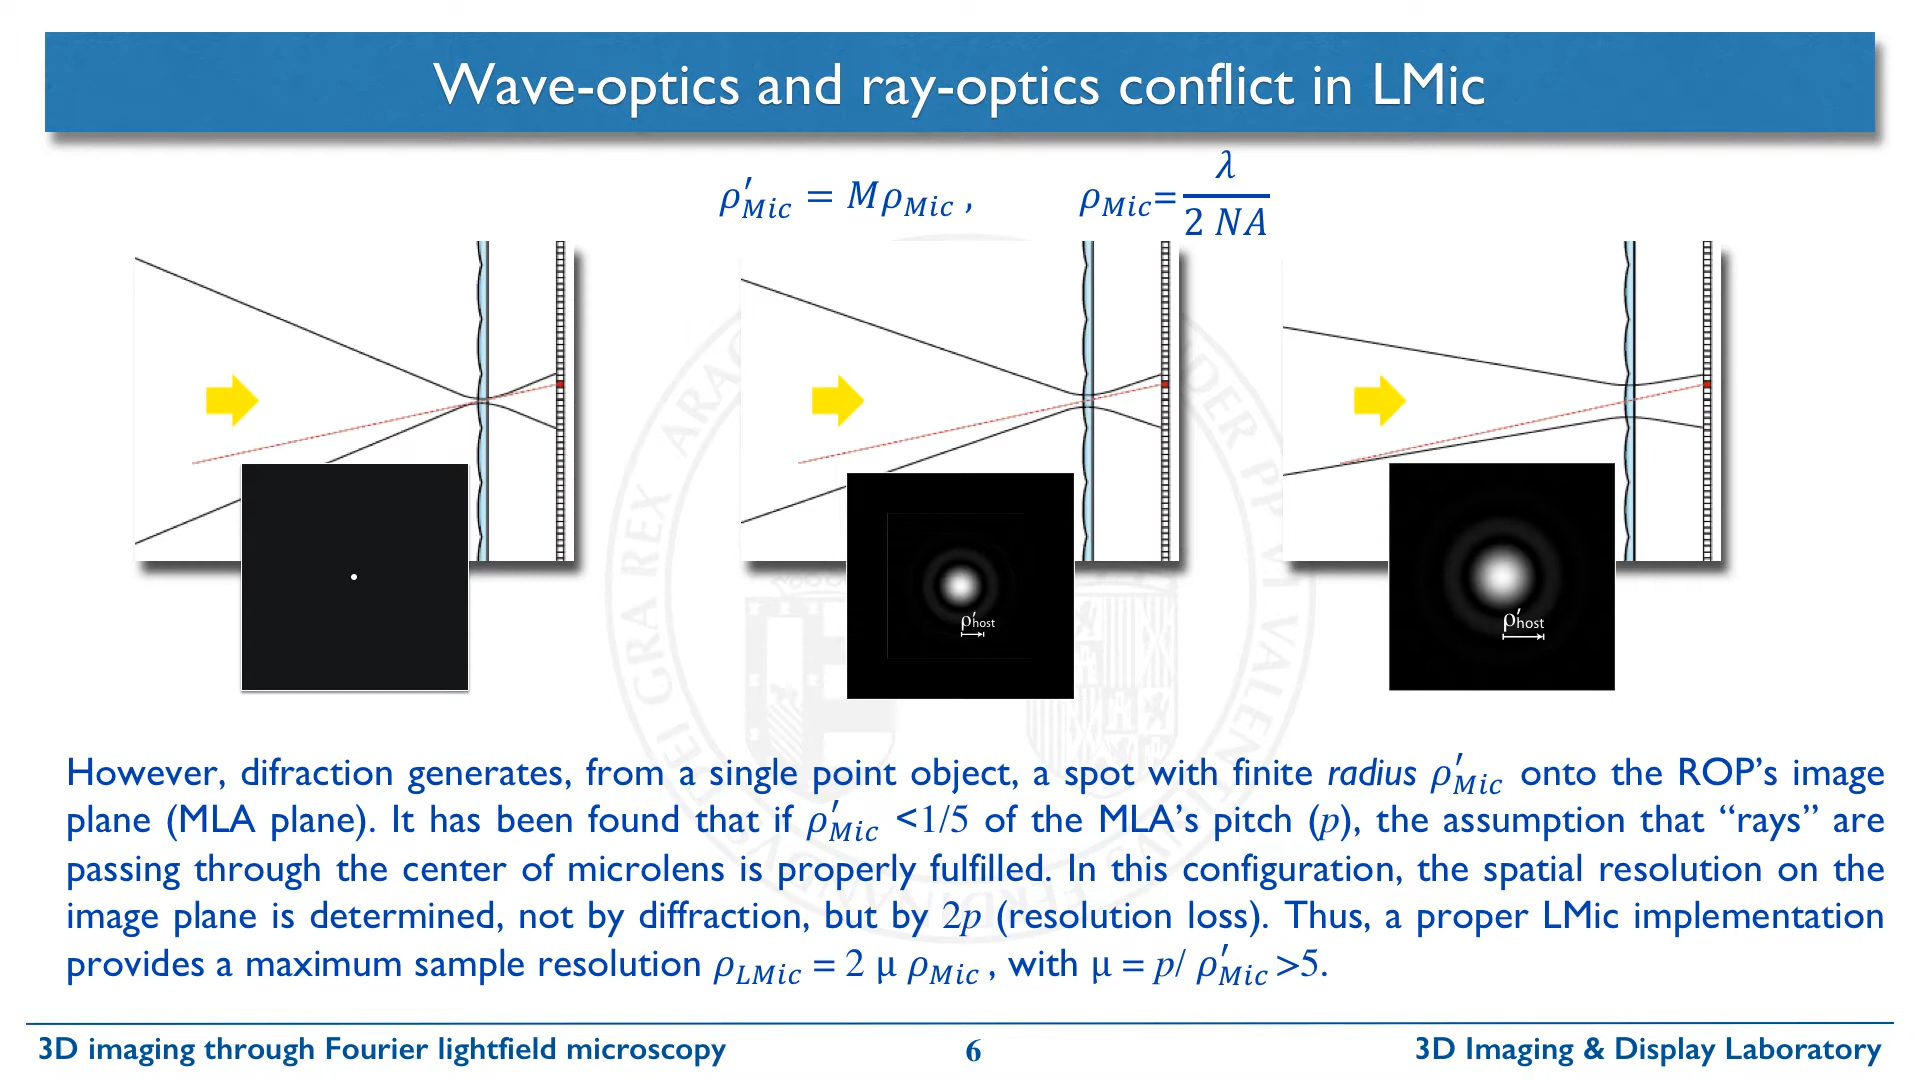 Wave-optics and ray-optics conflict in LMic
ρ′Mic = MρMic , ρMic= λ / 2 NA
ρ′host
ρ′host
However, difraction generates, from a single point object, a spot with finite radius ρ′Mic onto the ROP’s image
plane (MLA plane). It has been found that if ρ′Mic <1/5 of the MLA’s pitch (p), the assumption that “rays” are
passing through the center of microlens is properly fulfilled. In this configuration, the spatial resolution on the
image plane is determined, not by diffraction, but by 2p (resolution loss). Thus, a proper LMic implementation
provides a maximum sample resolution ρLMic = 2 μ ρMic , with μ = p/ ρ′Mic >5.
3D imaging through Fourier lightfield microscopy 6 3D Imaging & Display Laboratory